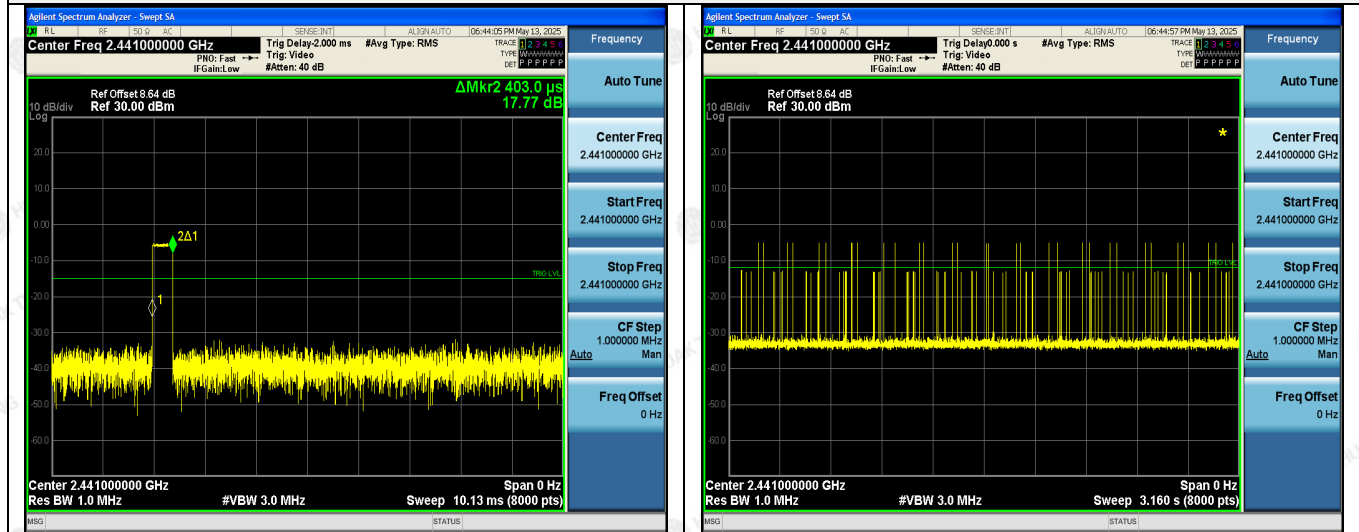 Agilent Spectrum Analyzer - Swept SA
RL RF 50 Ω AC SENSE:INT ALIGN AUTO 06:44:05 PM May 13, 2025
Center Freq 2.441000000 GHz Trig Delay-2.000 ms #Avg Type: RMS TRACE 1 2 3 4 5 6
PNO: Fast Trig: Video TYPE WWWWWW
IFGain:Low #Atten: 40 dB DET P P P P P P
ΔMkr2 403.0 µs
17.77 dB
Ref Offset 8.64 dB
10 dB/div Ref 30.00 dBm
Log
20.0
10.0
0.00
-10.0
-20.0
-30.0
-40.0
-50.0
-60.0
2Δ1
TRIG LVL
1
Center 2.441000000 GHz Span 0 Hz
Res BW 1.0 MHz #VBW 3.0 MHz Sweep 10.13 ms (8000 pts)
MSG STATUS
Frequency
Auto Tune
Center Freq
2.441000000 GHz
Start Freq
2.441000000 GHz
Stop Freq
2.441000000 GHz
CF Step
1.000000 MHz
Auto Man
Freq Offset
0 Hz
Agilent Spectrum Analyzer - Swept SA
RL RF 50 Ω AC SENSE:INT ALIGN AUTO 06:44:57 PM May 13, 2025
Center Freq 2.441000000 GHz Trig Delay0.000 s #Avg Type: RMS TRACE 1 2 3 4 5 6
PNO: Fast Trig: Video TYPE WWWWWW
IFGain:Low #Atten: 40 dB DET P P P P P P
Ref Offset 8.64 dB
10 dB/div Ref 30.00 dBm
Log
*
20.0
10.0
0.00
-10.0
-20.0
-30.0
-40.0
-50.0
-60.0
TRIG LVL
Center 2.441000000 GHz Span 0 Hz
Res BW 1.0 MHz #VBW 3.0 MHz Sweep 3.160 s (8000 pts)
MSG STATUS
Frequency
Auto Tune
Center Freq
2.441000000 GHz
Start Freq
2.441000000 GHz
Stop Freq
2.441000000 GHz
CF Step
1.000000 MHz
Auto Man
Freq Offset
0 Hz